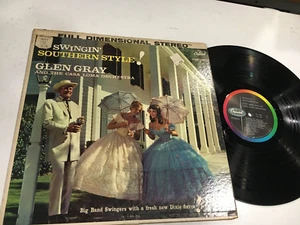 FULL DIMENSIONAL STEREO
SWINGIN'
SOUTHERN STYLE!
GLEN GRAY
AND THE CASA LOMA ORCHESTRA
Big Band Swingers with a fresh new Dixie